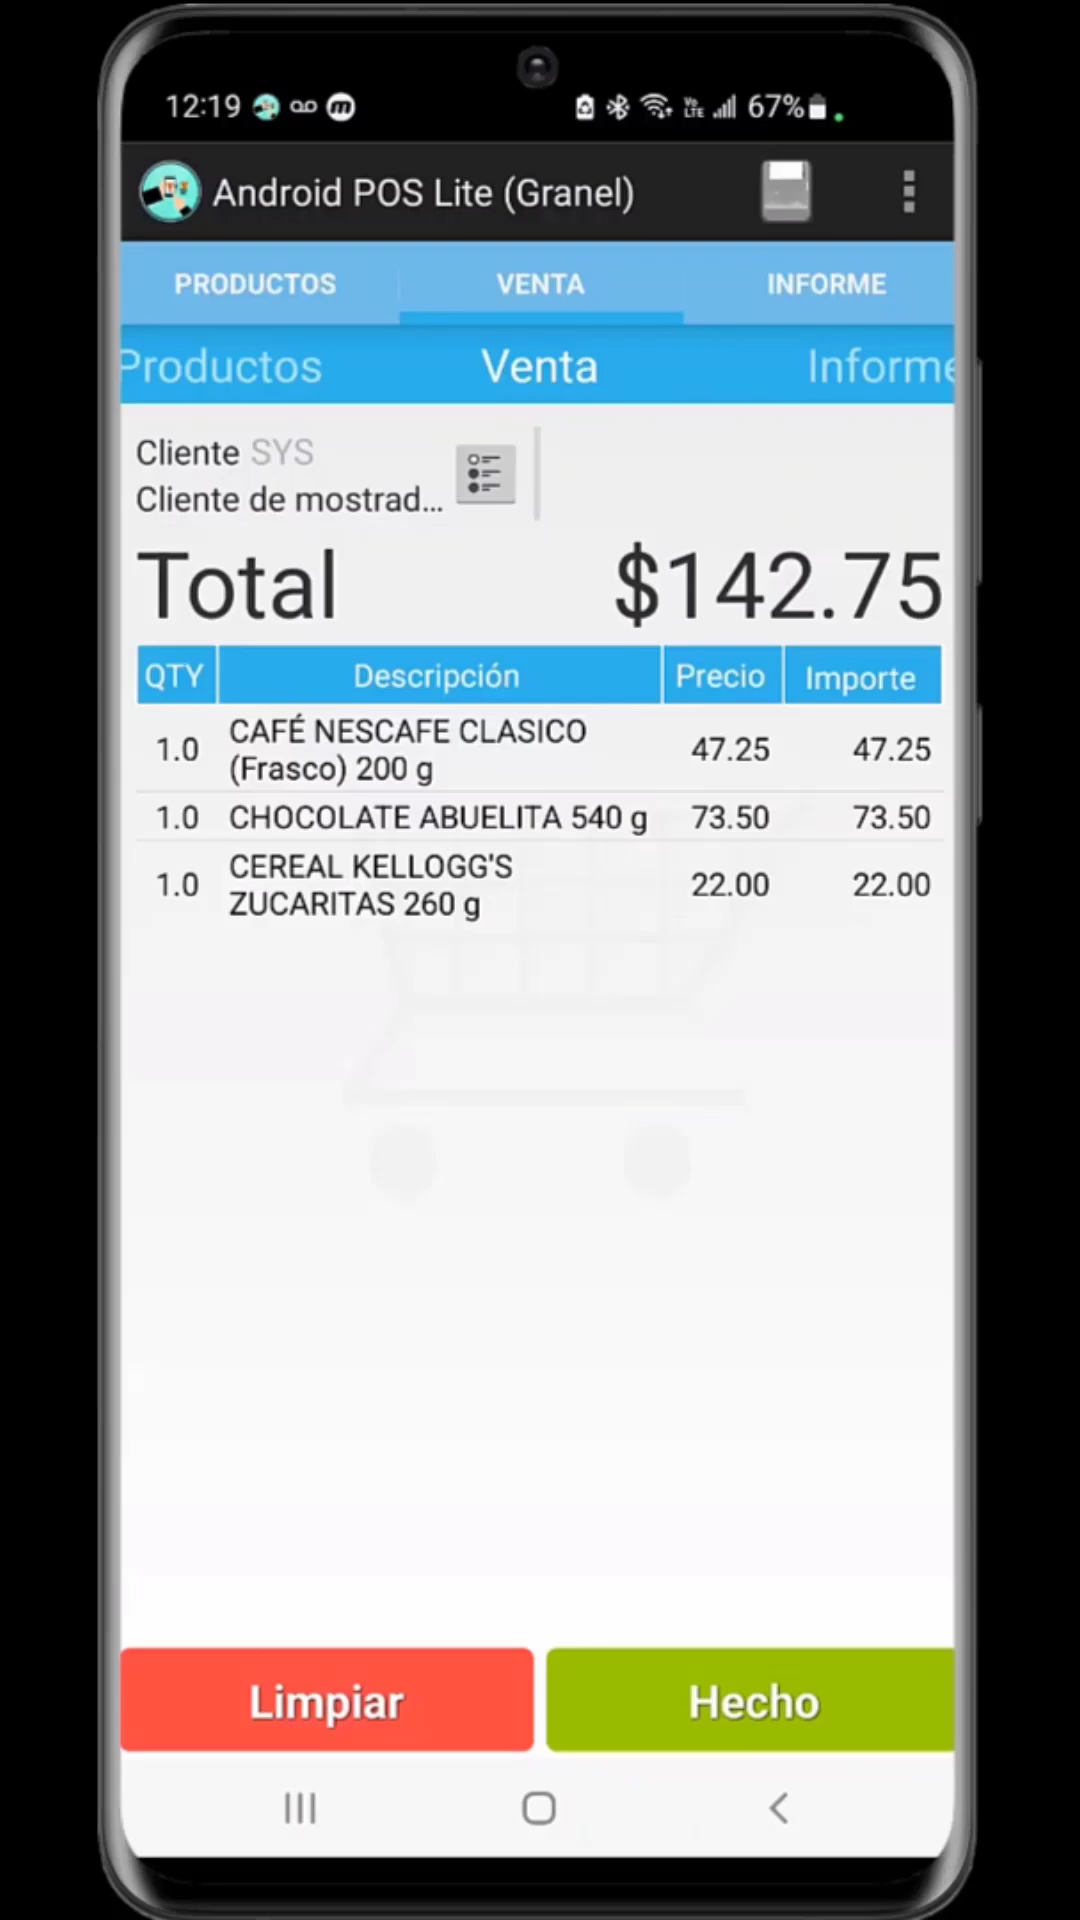 12:19 67%
Android POS Lite (Granel)
PRODUCTOS VENTA INFORME
Productos Venta Informe
Cliente SYS
Cliente de mostrad...
Total $142.75
QTY Descripción Precio Importe
1.0 CAFÉ NESCAFE CLASICO (Frasco) 200 g 47.25 47.25
1.0 CHOCOLATE ABUELITA 540 g 73.50 73.50
1.0 CEREAL KELLOGG'S ZUCARITAS 260 g 22.00 22.00
Limpiar Hecho